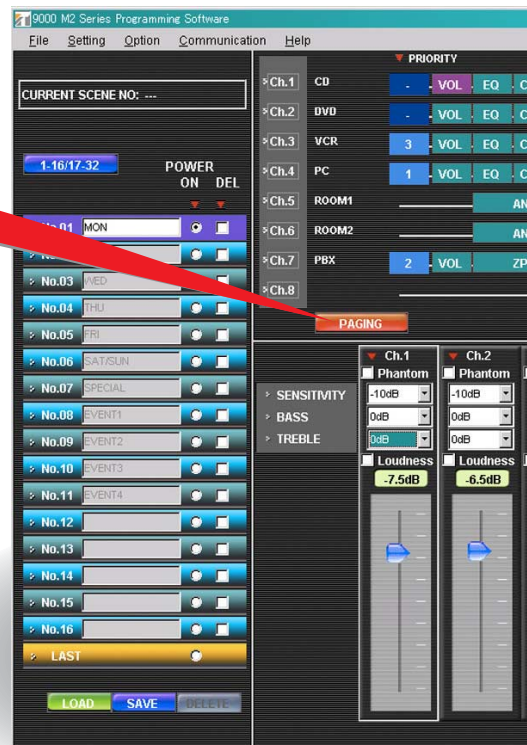 9000 M2 Series Programming Software
File Setting Option Communication Help
CURRENT SCENE NO: ---
1-16/17-32
POWER
ON DEL
No.01 MON
No.03 WED
No.04 THU
No.05 FRI
No.06 SAT/SUN
No.07 SPECIAL
No.08 EVENT1
No.09 EVENT2
No.10 EVENT3
No.11 EVENT4
No.12
No.13
No.14
No.15
No.16
LAST
LOAD SAVE DELETE
PRIORITY
Ch.1 CD - VOL EQ
Ch.2 DVD - VOL EQ
Ch.3 VCR 3 VOL EQ
Ch.4 PC 1 VOL EQ
Ch.5 ROOM1 AN
Ch.6 ROOM2 AN
Ch.7 PBX 2 VOL ZP
Ch.8
PAGING
Ch.1 Ch.2
Phantom Phantom
SENSITIVITY -10dB -10dB
BASS 0dB 0dB
TREBLE 0dB 0dB
Loudness Loudness
-7.5dB -6.5dB